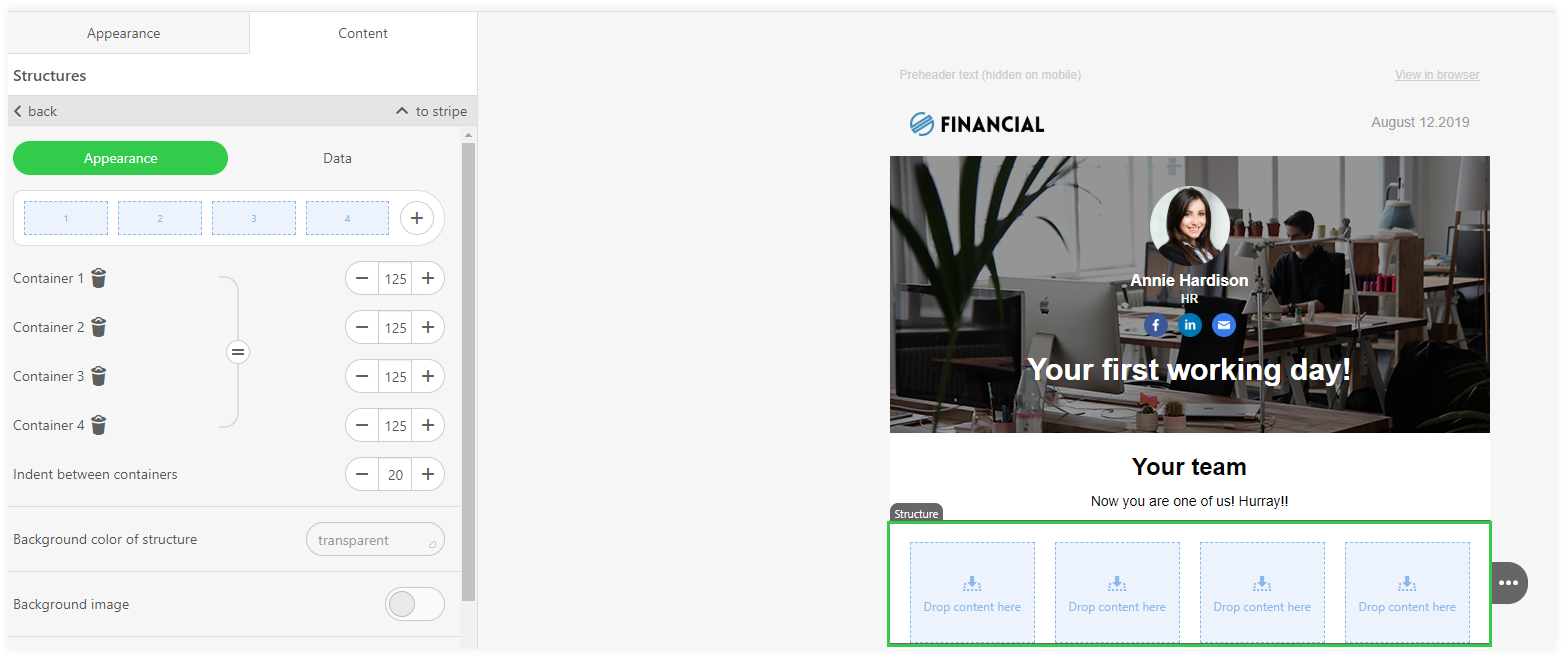 Appearance
Content
Structures
back
to stripe
Appearance
Data
1 2 3 4 +
Container 1
125
Container 2
125
Container 3
125
Container 4
125
Indent between containers
20
Background color of structure
transparent
Background image
Preheader text (hidden on mobile)
View in browser
FINANCIAL
August 12.2019
Annie Hardison
HR
Your first working day!
Your team
Now you are one of us! Hurray!!
Structure
Drop content here
Drop content here
Drop content here
Drop content here